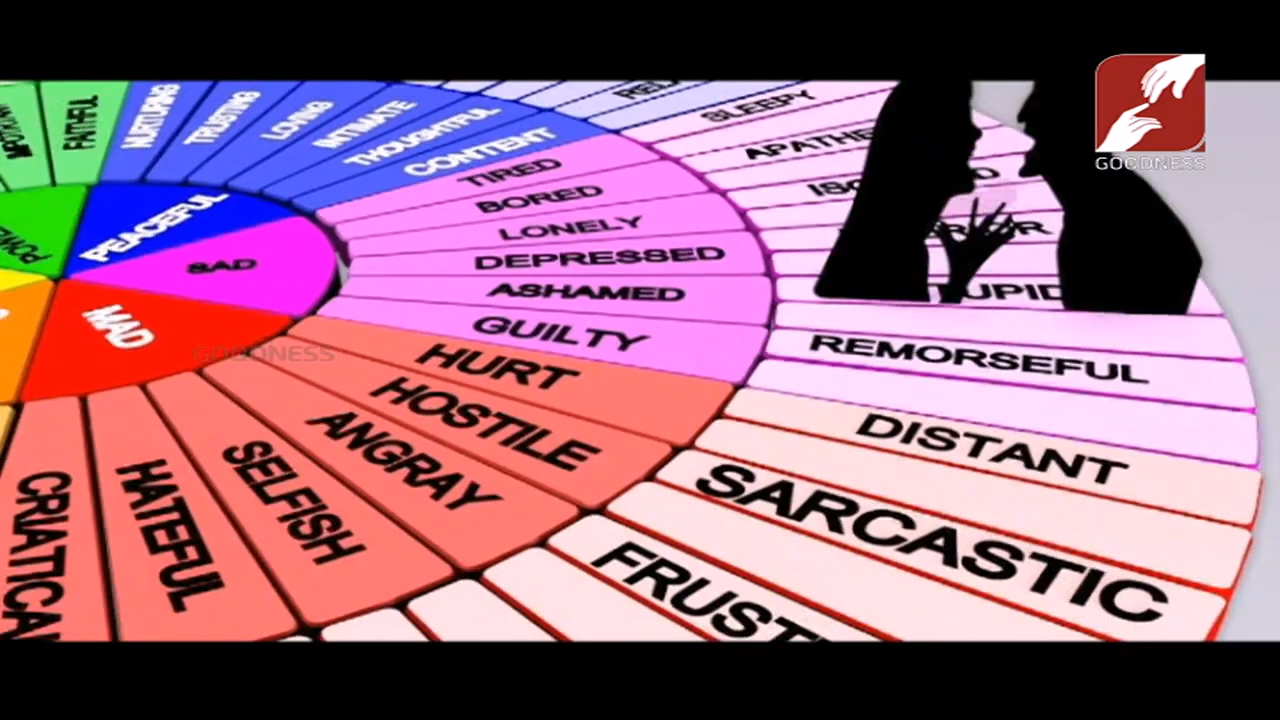 GOODNESS
FAITHFUL
NURTURING
TRUSTING
LOVING
INTIMATE
THOUGHTFUL
CONTENT
PEACEFUL
SAD
MAD
TIRED
BORED
LONELY
DEPRESSED
ASHAMED
GUILTY
SLEEPY
REMORSEFUL
HURT
HOSTILE
ANGRAY
SELFISH
HATEFUL
DISTANT
SARCASTIC
GOODNESS